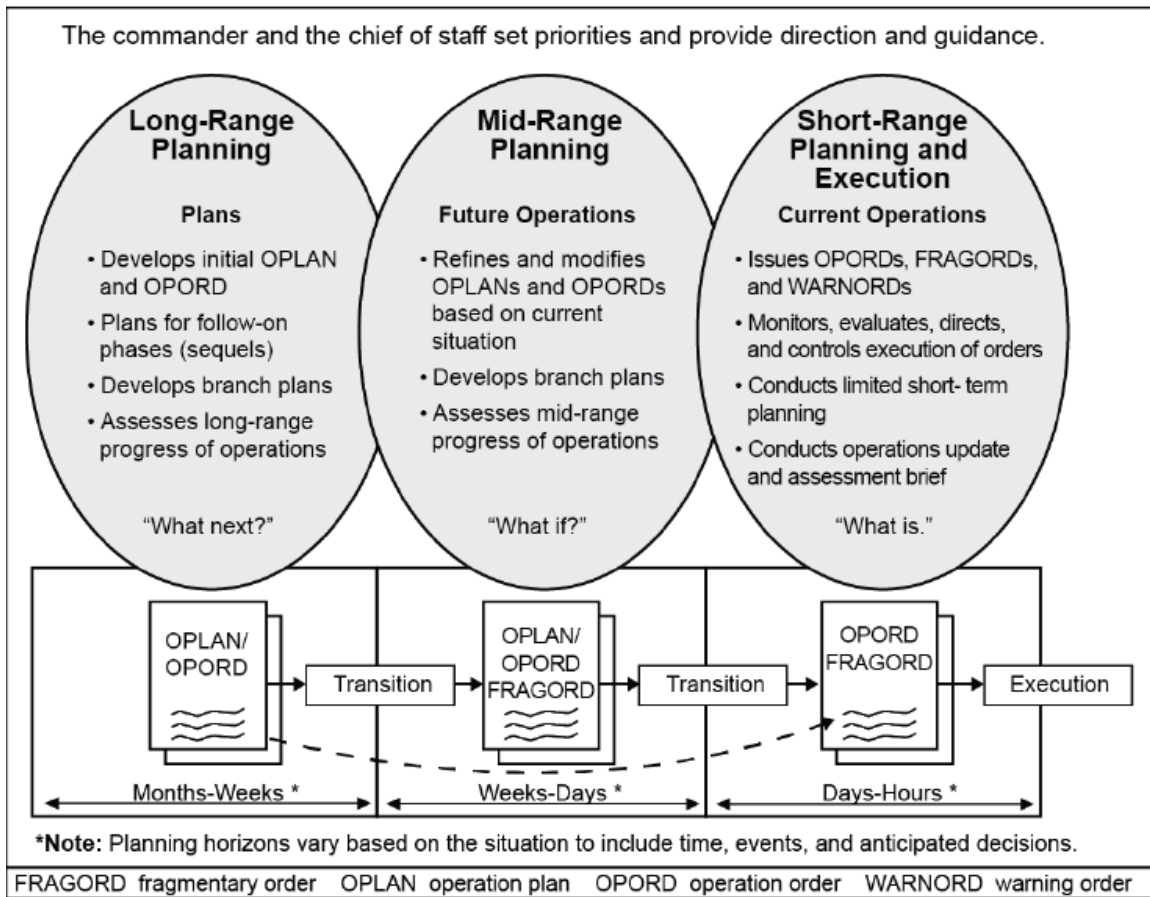 The commander and the chief of staff set priorities and provide direction and guidance.
Long-Range
Planning
Plans
• Develops initial OPLAN
and OPORD
• Plans for follow-on
phases (sequels)
• Develops branch plans
• Assesses long-range
progress of operations
“What next?”
Mid-Range
Planning
Future Operations
• Refines and modifies
OPLANs and OPORDs
based on current
situation
• Develops branch plans
• Assesses mid-range
progress of operations
“What if?”
Short-Range
Planning and
Execution
Current Operations
• Issues OPORDs, FRAGORDs,
and WARNORDs
• Monitors, evaluates, directs,
and controls execution of orders
• Conducts limited short- term
planning
• Conducts operations update
and assessment brief
“What is.”
OPLAN/
OPORD
Transition
OPLAN/
OPORD
FRAGORD
Transition
OPORD
FRAGORD
Execution
Months-Weeks *
Weeks-Days *
Days-Hours *
*Note: Planning horizons vary based on the situation to include time, events, and anticipated decisions.
FRAGORD fragmentary order OPLAN operation plan OPORD operation order WARNORD warning order